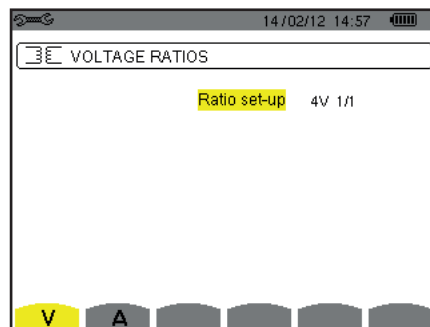 14/02/12 14:57
VOLTAGE RATIOS
Ratio set-up 4V 1/1
V A